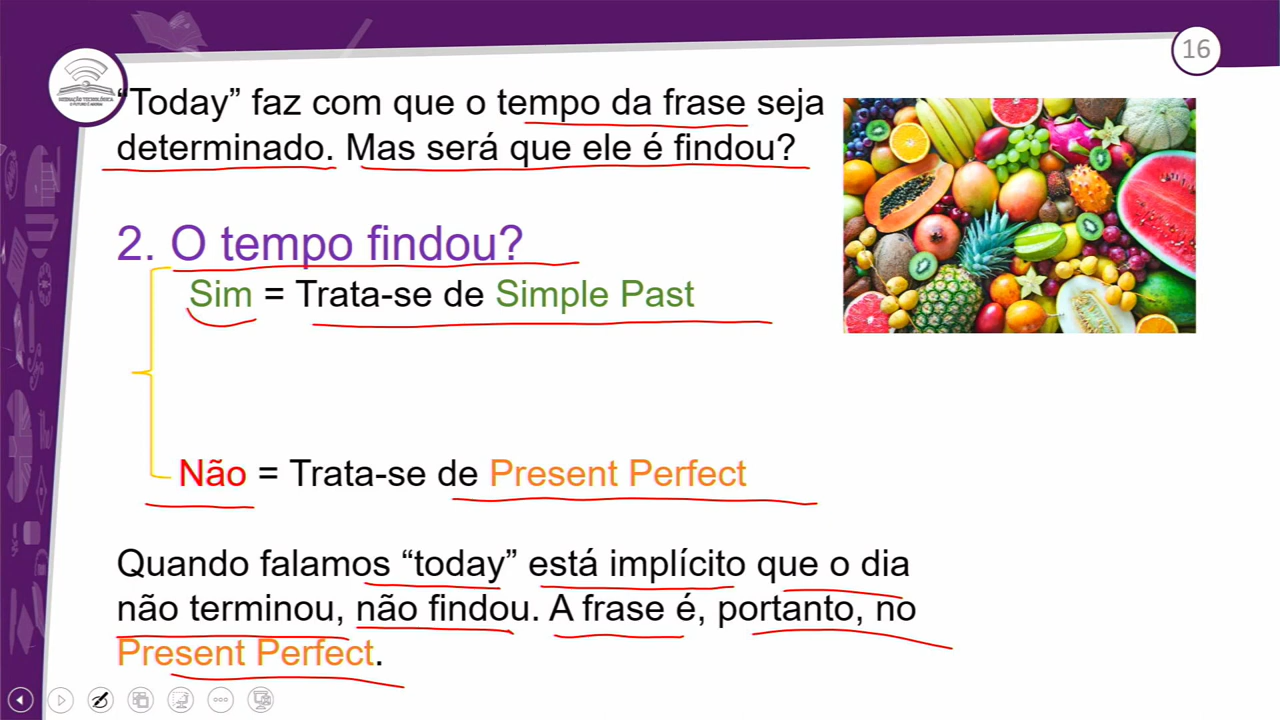 16
“Today” faz com que o tempo da frase seja
determinado. Mas será que ele é findou?
2. O tempo findou?
Sim = Trata-se de Simple Past
Não = Trata-se de Present Perfect
Quando falamos “today” está implícito que o dia
não terminou, não findou. A frase é, portanto, no
Present Perfect.